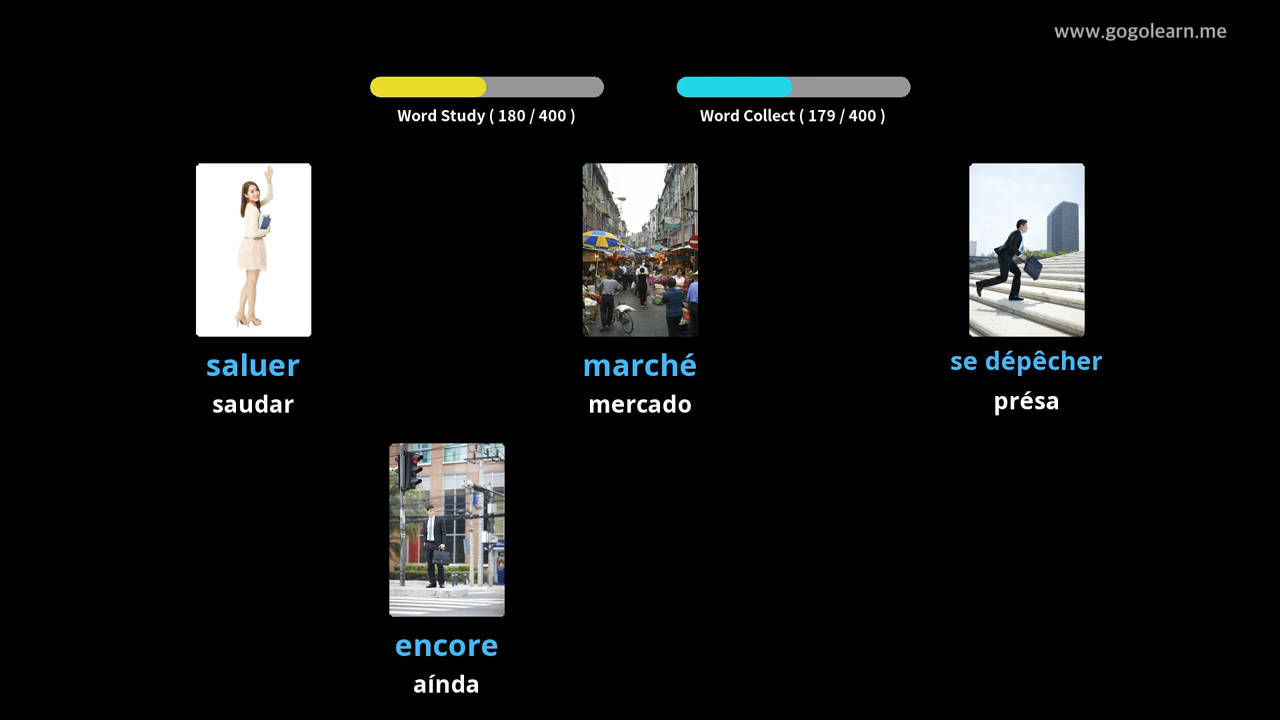 www.gogolearn.me
Word Study ( 180 / 400 )
Word Collect ( 179 / 400 )
saluer
saudar
marché
mercado
se dépêcher
présa
encore
aínda